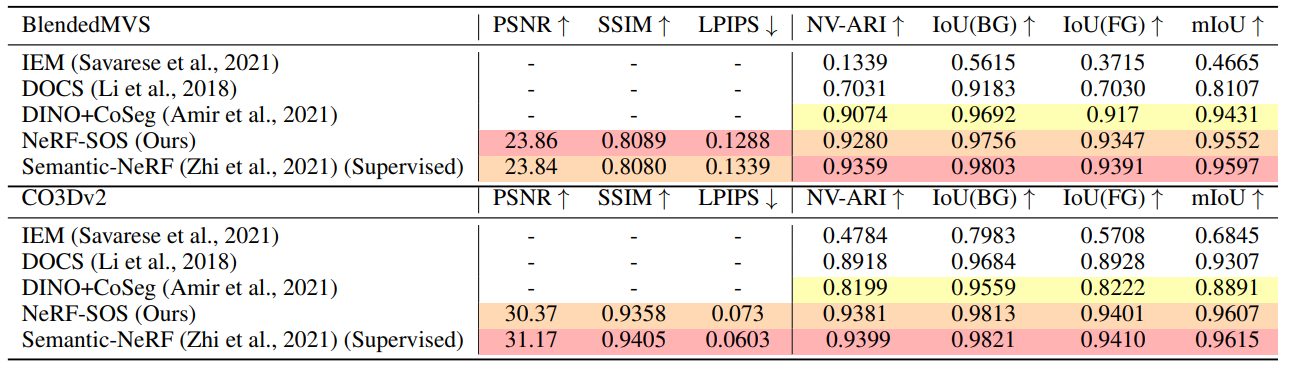 BlendedMVS PSNR ↑ SSIM ↑ LPIPS ↓ NV-ARI ↑ IoU(BG) ↑ IoU(FG) ↑ mIoU ↑
IEM (Savarese et al., 2021) - - - 0.1339 0.5615 0.3715 0.4665
DOCS (Li et al., 2018) - - - 0.7031 0.9183 0.7030 0.8107
DINO+CoSeg (Amir et al., 2021) - - - 0.9074 0.9692 0.917 0.9431
NeRF-SOS (Ours) 23.86 0.8089 0.1288 0.9280 0.9756 0.9347 0.9552
Semantic-NeRF (Zhi et al., 2021) (Supervised) 23.84 0.8080 0.1339 0.9359 0.9803 0.9391 0.9597
CO3Dv2 PSNR ↑ SSIM ↑ LPIPS ↓ NV-ARI ↑ IoU(BG) ↑ IoU(FG) ↑ mIoU ↑
IEM (Savarese et al., 2021) - - - 0.4784 0.7983 0.5708 0.6845
DOCS (Li et al., 2018) - - - 0.8918 0.9684 0.8928 0.9307
DINO+CoSeg (Amir et al., 2021) - - - 0.8199 0.9559 0.8222 0.8891
NeRF-SOS (Ours) 30.37 0.9358 0.073 0.9381 0.9813 0.9401 0.9607
Semantic-NeRF (Zhi et al., 2021) (Supervised) 31.17 0.9405 0.0603 0.9399 0.9821 0.9410 0.9615